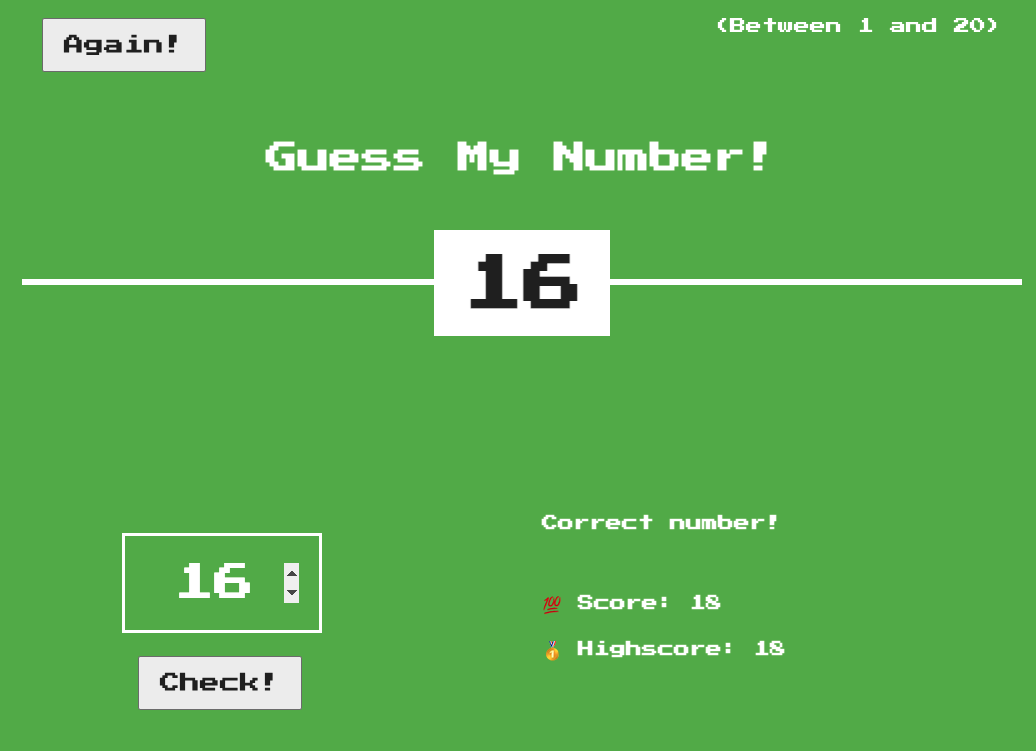 Again!
(Between 1 and 20)
Guess My Number!
16
Correct number!
16
💯 Score: 18
🥇 Highscore: 18
Check!